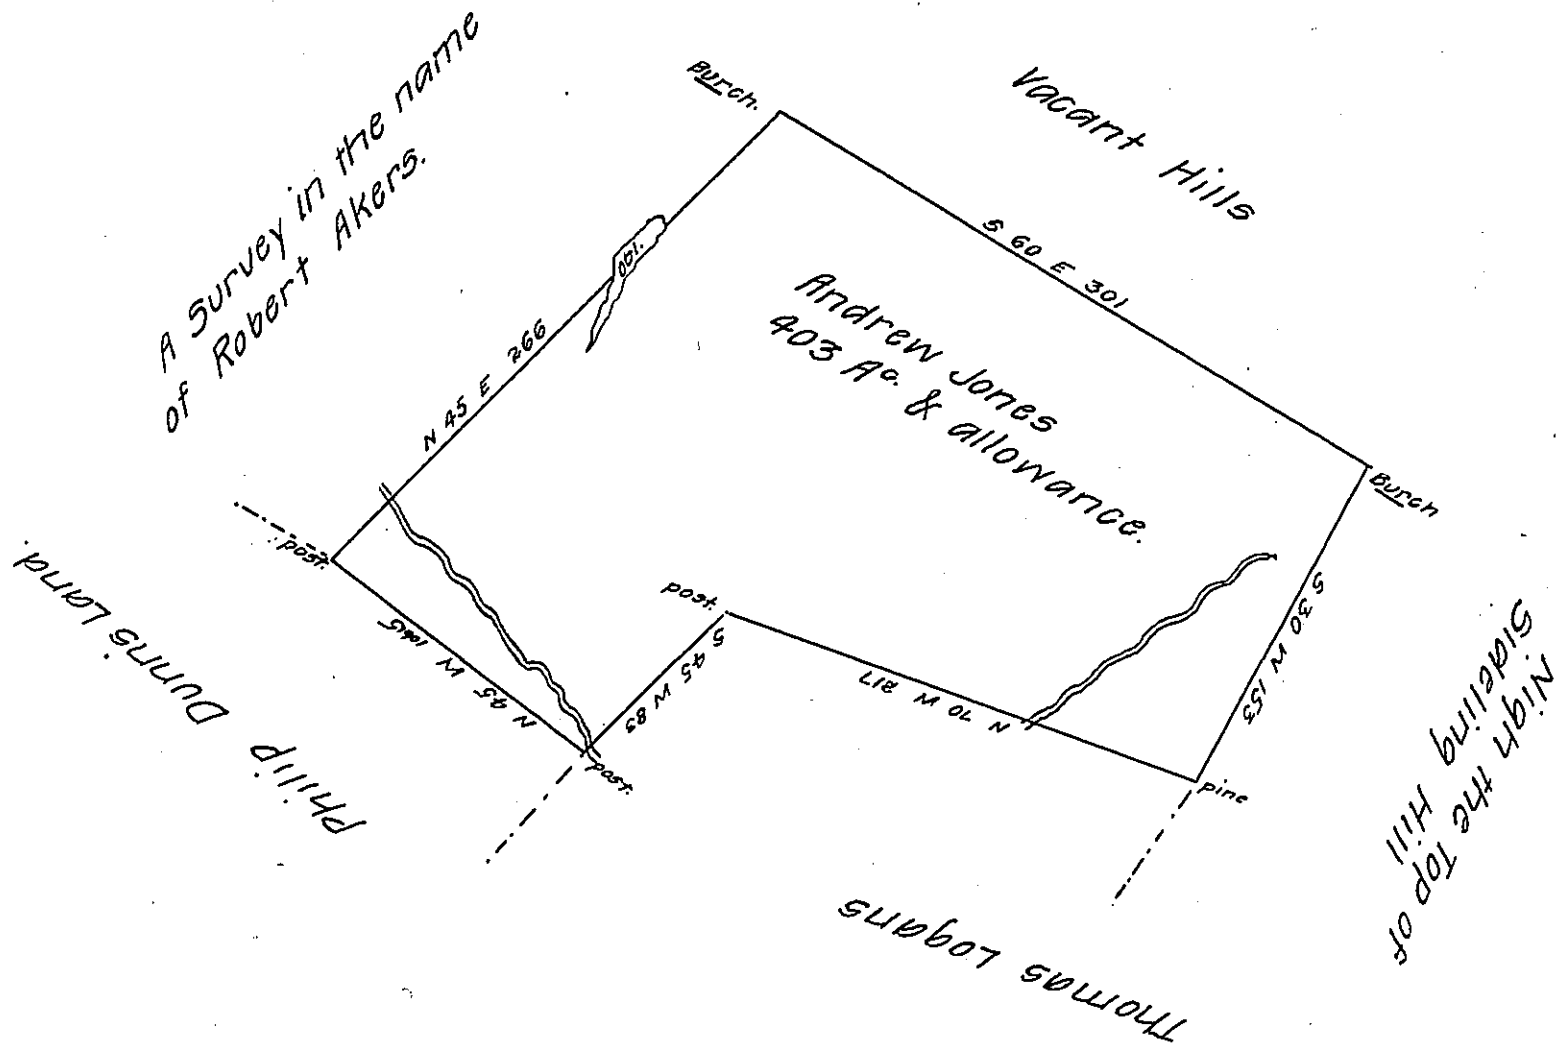 A Survey in the name
of Robert Akers.
Burch.
Vacant Hills
S 60 E 301
Andrew Jones
403 Aᶜ. & allowance.
N 45 E 266
Burch
S 30 W 153
Nigh the Top of
Sideling Hill
post.
post.
N 45 W
S 45 W 83
N 70 W 217
post.
pine
Philip Dunns Land.
Thomas Logans